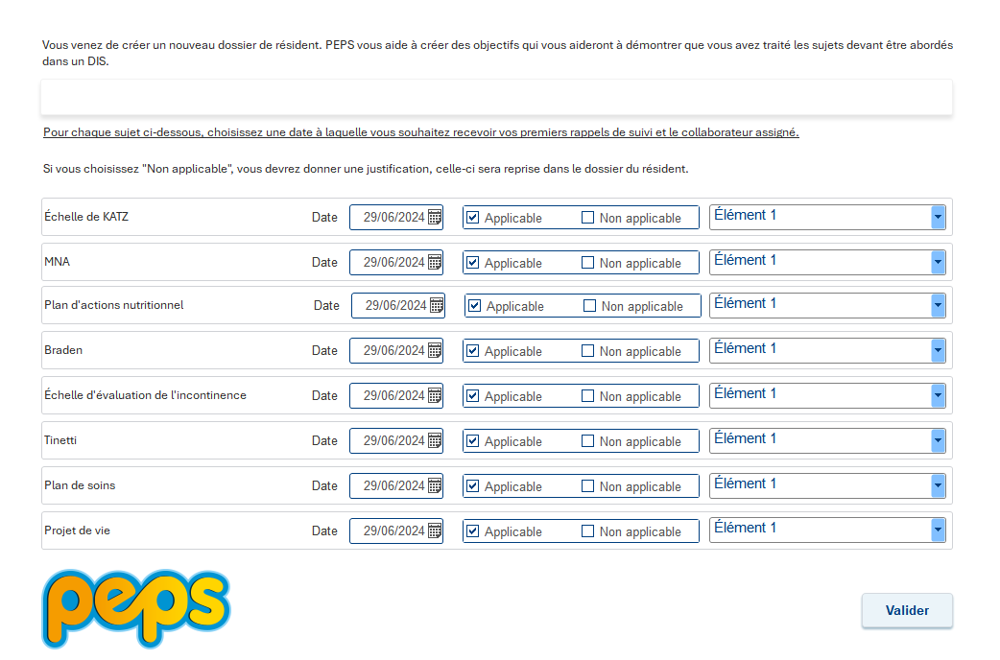 Vous venez de créer un nouveau dossier de résident. PEPS vous aide à créer des objectifs qui vous aideront à démontrer que vous avez traité les sujets devant être abordés
dans un DIS.
Pour chaque sujet ci-dessous, choisissez une date à laquelle vous souhaitez recevoir vos premiers rappels de suivi et le collaborateur assigné.
Si vous choisissez "Non applicable", vous devrez donner une justification, celle-ci sera reprise dans le dossier du résident.
Échelle de KATZ Date 29/06/2024 Applicable Non applicable Élément 1
MNA Date 29/06/2024 Applicable Non applicable Élément 1
Plan d'actions nutritionnel Date 29/06/2024 Applicable Non applicable Élément 1
Braden Date 29/06/2024 Applicable Non applicable Élément 1
Échelle d'évaluation de l'incontinence Date 29/06/2024 Applicable Non applicable Élément 1
Tinetti Date 29/06/2024 Applicable Non applicable Élément 1
Plan de soins Date 29/06/2024 Applicable Non applicable Élément 1
Projet de vie Date 29/06/2024 Applicable Non applicable Élément 1
peps
Valider